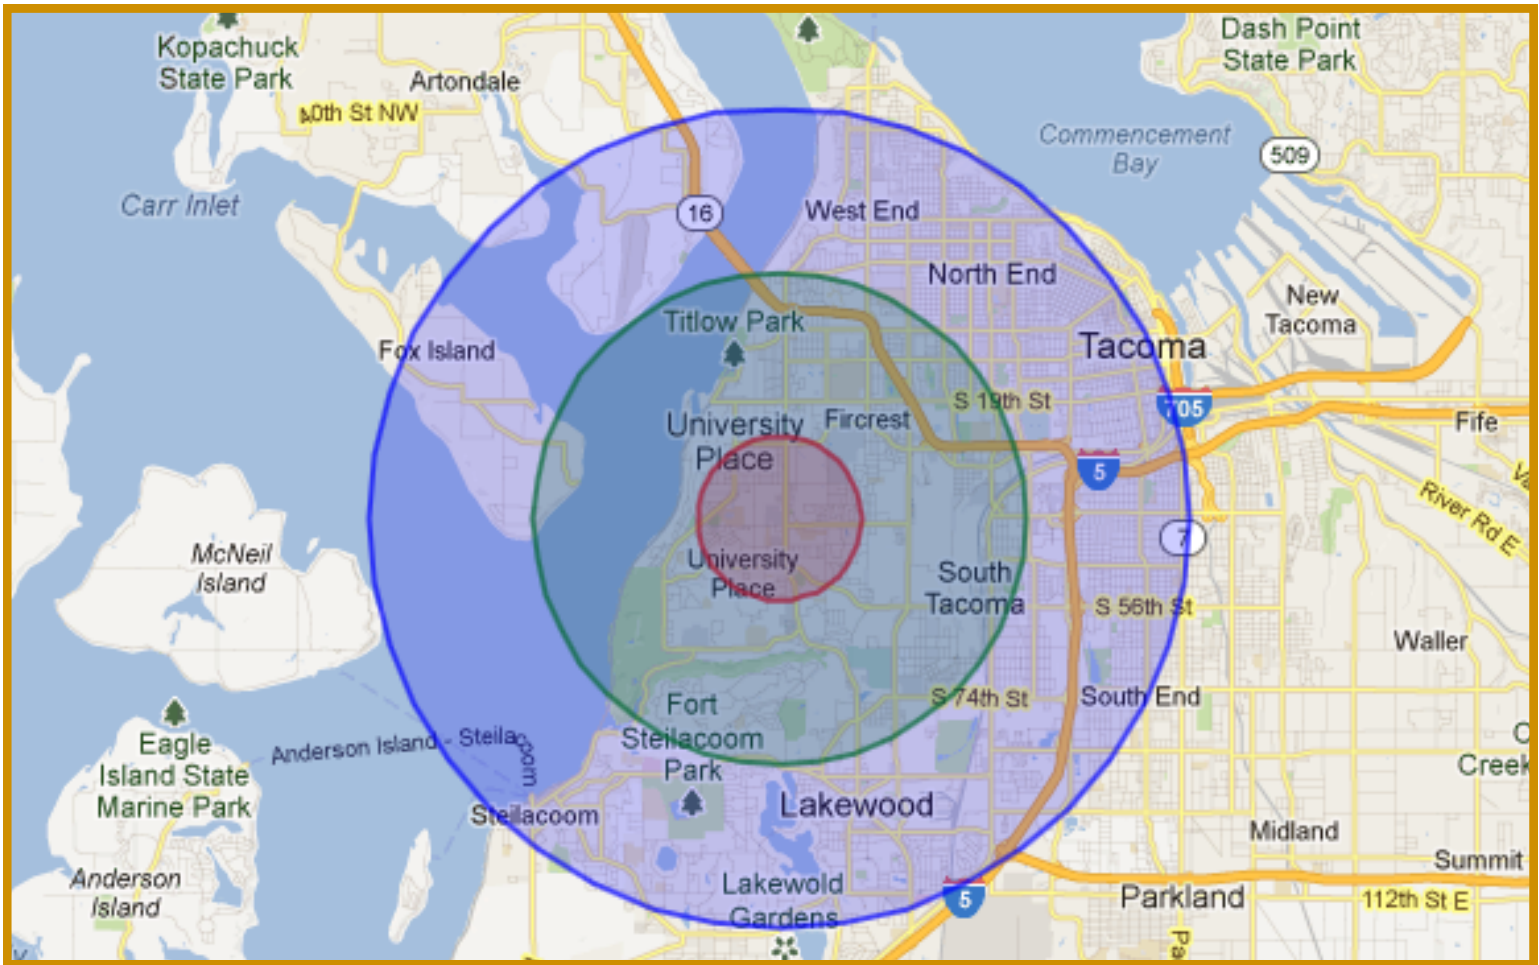 Kopachuck
State Park
Artondale
Dash Point
State Park
40th St NW
Commencement
Bay
509
Carr Inlet
16
West End
North End
New
Tacoma
Titlow Park
Fox Island
Tacoma
S 19th St
705
University
Place
Fircrest
Fife
5
River Rd E
7
McNeil
Island
University
Place
South
Tacoma
S 56th St
Waller
Fort
Steilacoom
Park
S 74th St
South End
Eagle
Island State
Marine Park
Anderson Island - Steilacoom
Creek
Steilacoom
Lakewood
Midland
Summit
Anderson
Island
Lakewold
Gardens
5
Parkland
112th St E